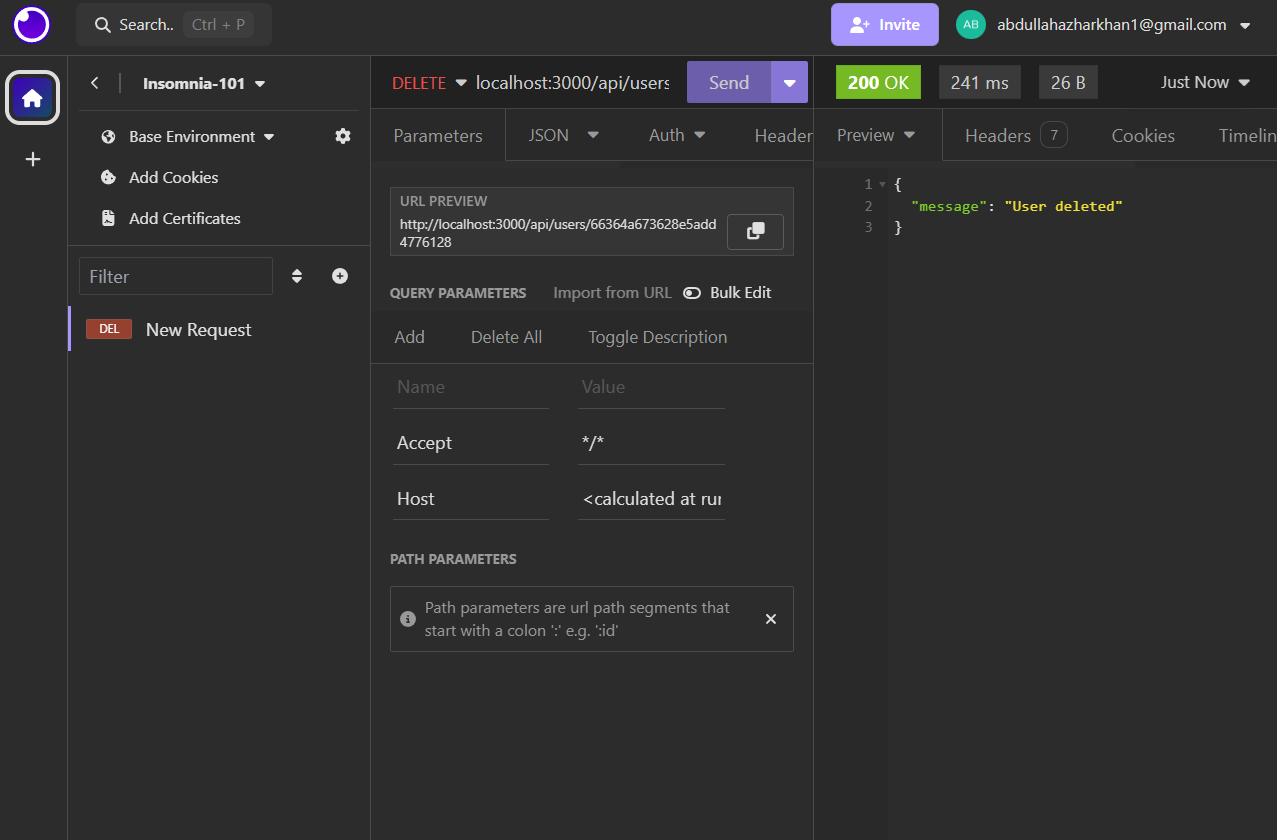 Search.. Ctrl + P
Invite
AB
abdullahazharkhan1@gmail.com
Insomnia-101
Base Environment
Add Cookies
Add Certificates
Filter
DEL New Request
DELETE localhost:3000/api/users Send
Parameters JSON Auth Header
URL PREVIEW
http://localhost:3000/api/users/66364a673628e5add
4776128
QUERY PARAMETERS Import from URL Bulk Edit
Add Delete All Toggle Description
Name Value
Accept */*
Host <calculated at rur
PATH PARAMETERS
Path parameters are url path segments that
start with a colon ':' e.g. ':id'
200 OK 241 ms 26 B Just Now
Preview Headers 7 Cookies Timelin
1 {
2 "message": "User deleted"
3 }